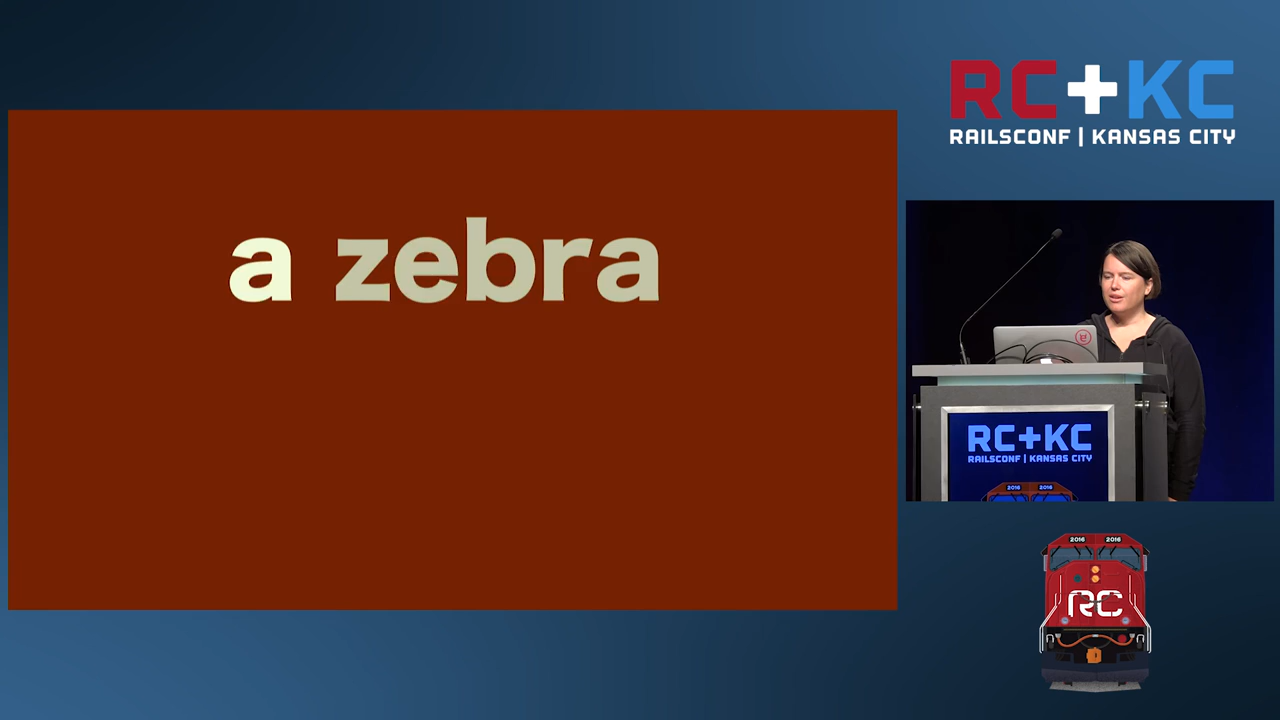 a zebra
RC+KC
RAILSCONF | KANSAS CITY
RC+KC
RAILSCONF | KANSAS CITY
2016 2016
2016 2016
RC